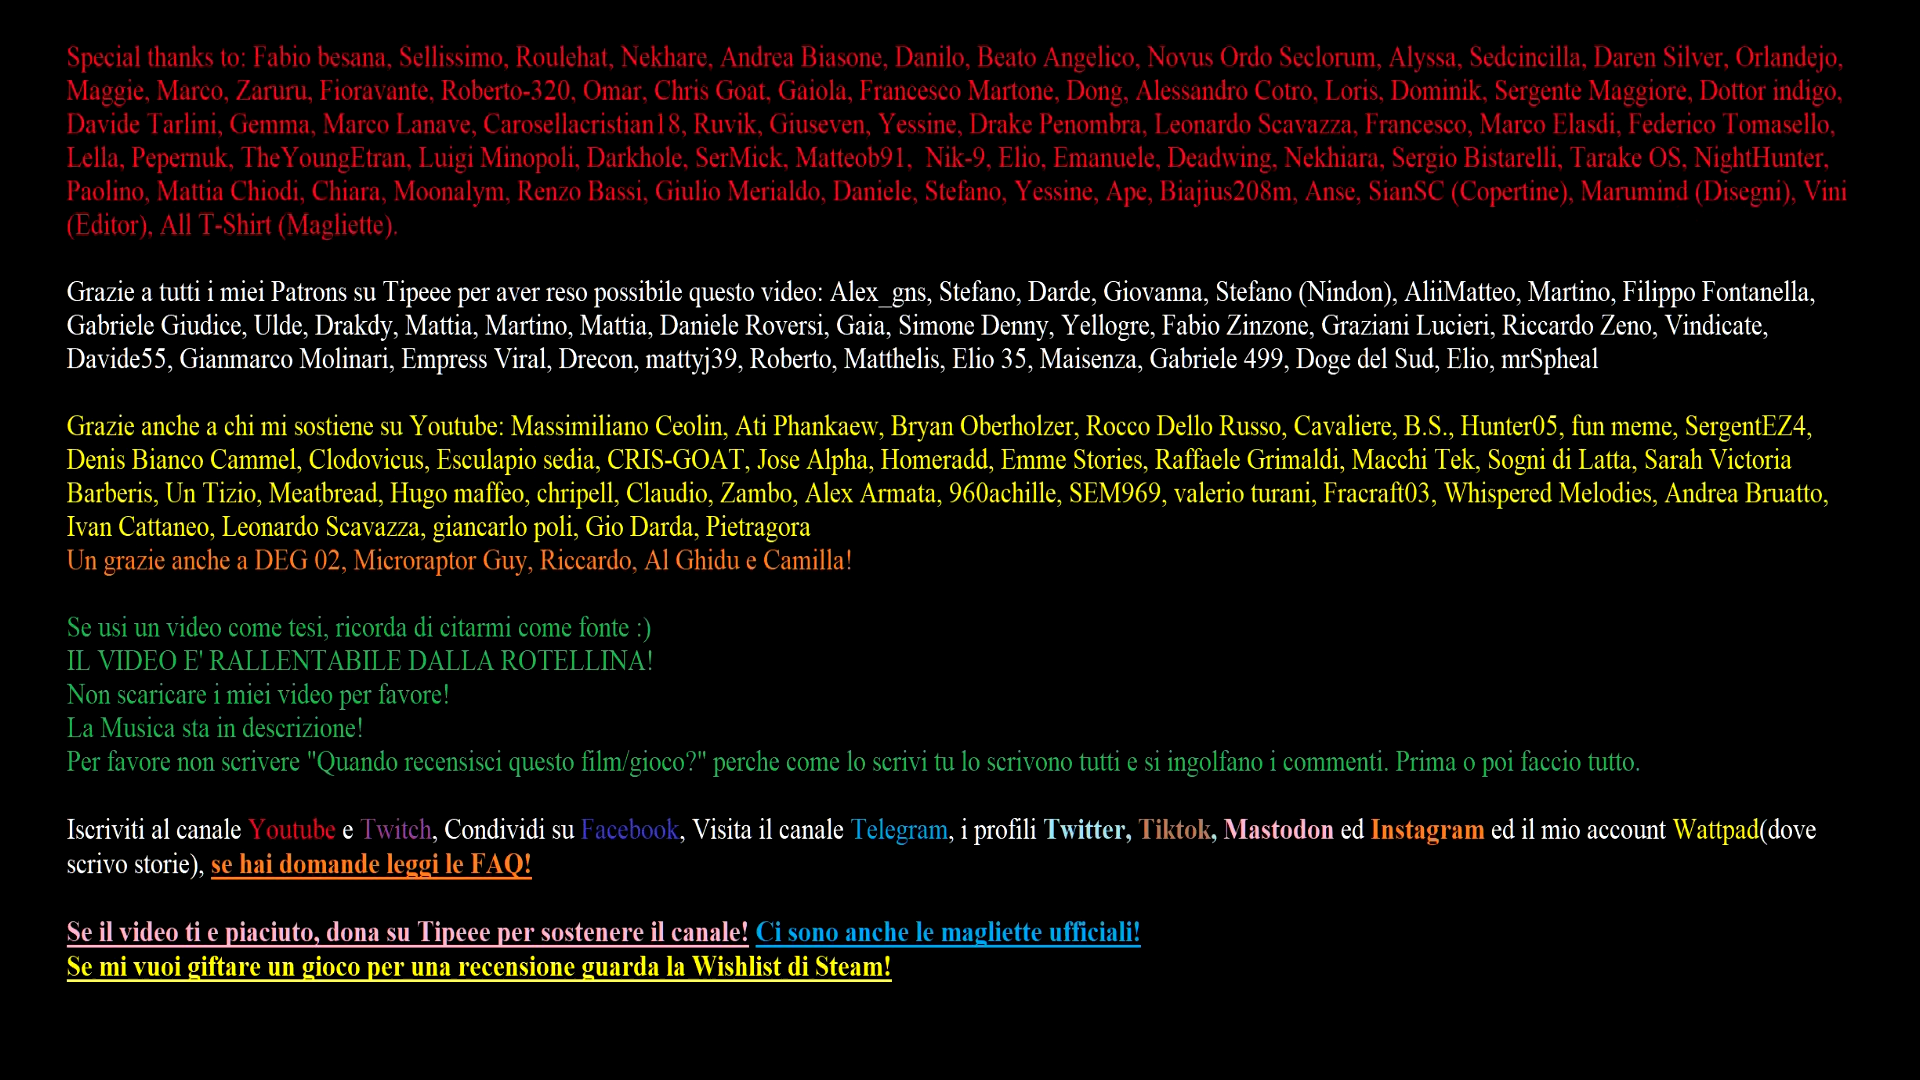 Special thanks to: Fabio besana, Sellissimo, Roulehat, Nekhare, Andrea Biasone, Danilo, Beato Angelico, Novus Ordo Seclorum, Alyssa, Sedcincilla, Daren Silver, Orlandejo,
Maggie, Marco, Zaruru, Fioravante, Roberto-320, Omar, Chris Goat, Gaiola, Francesco Martone, Dong, Alessandro Cotro, Loris, Dominik, Sergente Maggiore, Dottor indigo,
Davide Tarlini, Gemma, Marco Lanave, Carosellacristian18, Ruvik, Giuseven, Yessine, Drake Penombra, Leonardo Scavazza, Francesco, Marco Elasdi, Federico Tomasello,
Lella, Pepernuk, TheYoungEtran, Luigi Minopoli, Darkhole, SerMick, Matteob91,  Nik-9, Elio, Emanuele, Deadwing, Nekhiara, Sergio Bistarelli, Tarake OS, NightHunter,
Paolino, Mattia Chiodi, Chiara, Moonalym, Renzo Bassi, Giulio Merialdo, Daniele, Stefano, Yessine, Ape, Biajius208m, Anse, SianSC (Copertine), Marumind (Disegni), Vini
(Editor), All T-Shirt (Magliette).
Grazie a tutti i miei Patrons su Tipeee per aver reso possibile questo video: Alex_gns, Stefano, Darde, Giovanna, Stefano (Nindon), AliiMatteo, Martino, Filippo Fontanella,
Gabriele Giudice, Ulde, Drakdy, Mattia, Martino, Mattia, Daniele Roversi, Gaia, Simone Denny, Yellogre, Fabio Zinzone, Graziani Lucieri, Riccardo Zeno, Vindicate,
Davide55, Gianmarco Molinari, Empress Viral, Drecon, mattyj39, Roberto, Matthelis, Elio 35, Maisenza, Gabriele 499, Doge del Sud, Elio, mrSpheal
Grazie anche a chi mi sostiene su Youtube: Massimiliano Ceolin, Ati Phankaew, Bryan Oberholzer, Rocco Dello Russo, Cavaliere, B.S., Hunter05, fun meme, SergentEZ4,
Denis Bianco Cammel, Clodovicus, Esculapio sedia, CRIS-GOAT, Jose Alpha, Homeradd, Emme Stories, Raffaele Grimaldi, Macchi Tek, Sogni di Latta, Sarah Victoria
Barberis, Un Tizio, Meatbread, Hugo maffeo, chripell, Claudio, Zambo, Alex Armata, 960achille, SEM969, valerio turani, Fracraft03, Whispered Melodies, Andrea Bruatto,
Ivan Cattaneo, Leonardo Scavazza, giancarlo poli, Gio Darda, Pietragora
Un grazie anche a DEG 02, Microraptor Guy, Riccardo, Al Ghidu e Camilla!
Se usi un video come tesi, ricorda di citarmi come fonte :)
IL VIDEO E' RALLENTABILE DALLA ROTELLINA!
Non scaricare i miei video per favore!
La Musica sta in descrizione!
Per favore non scrivere "Quando recensisci questo film/gioco?" perche come lo scrivi tu lo scrivono tutti e si ingolfano i commenti. Prima o poi faccio tutto.
Iscriviti al canale Youtube e Twitch, Condividi su Facebook, Visita il canale Telegram, i profili Twitter, Tiktok, Mastodon ed Instagram ed il mio account Wattpad(dove
scrivo storie), se hai domande leggi le FAQ!
Se il video ti e piaciuto, dona su Tipeee per sostenere il canale! Ci sono anche le magliette ufficiali!
Se mi vuoi giftare un gioco per una recensione guarda la Wishlist di Steam!